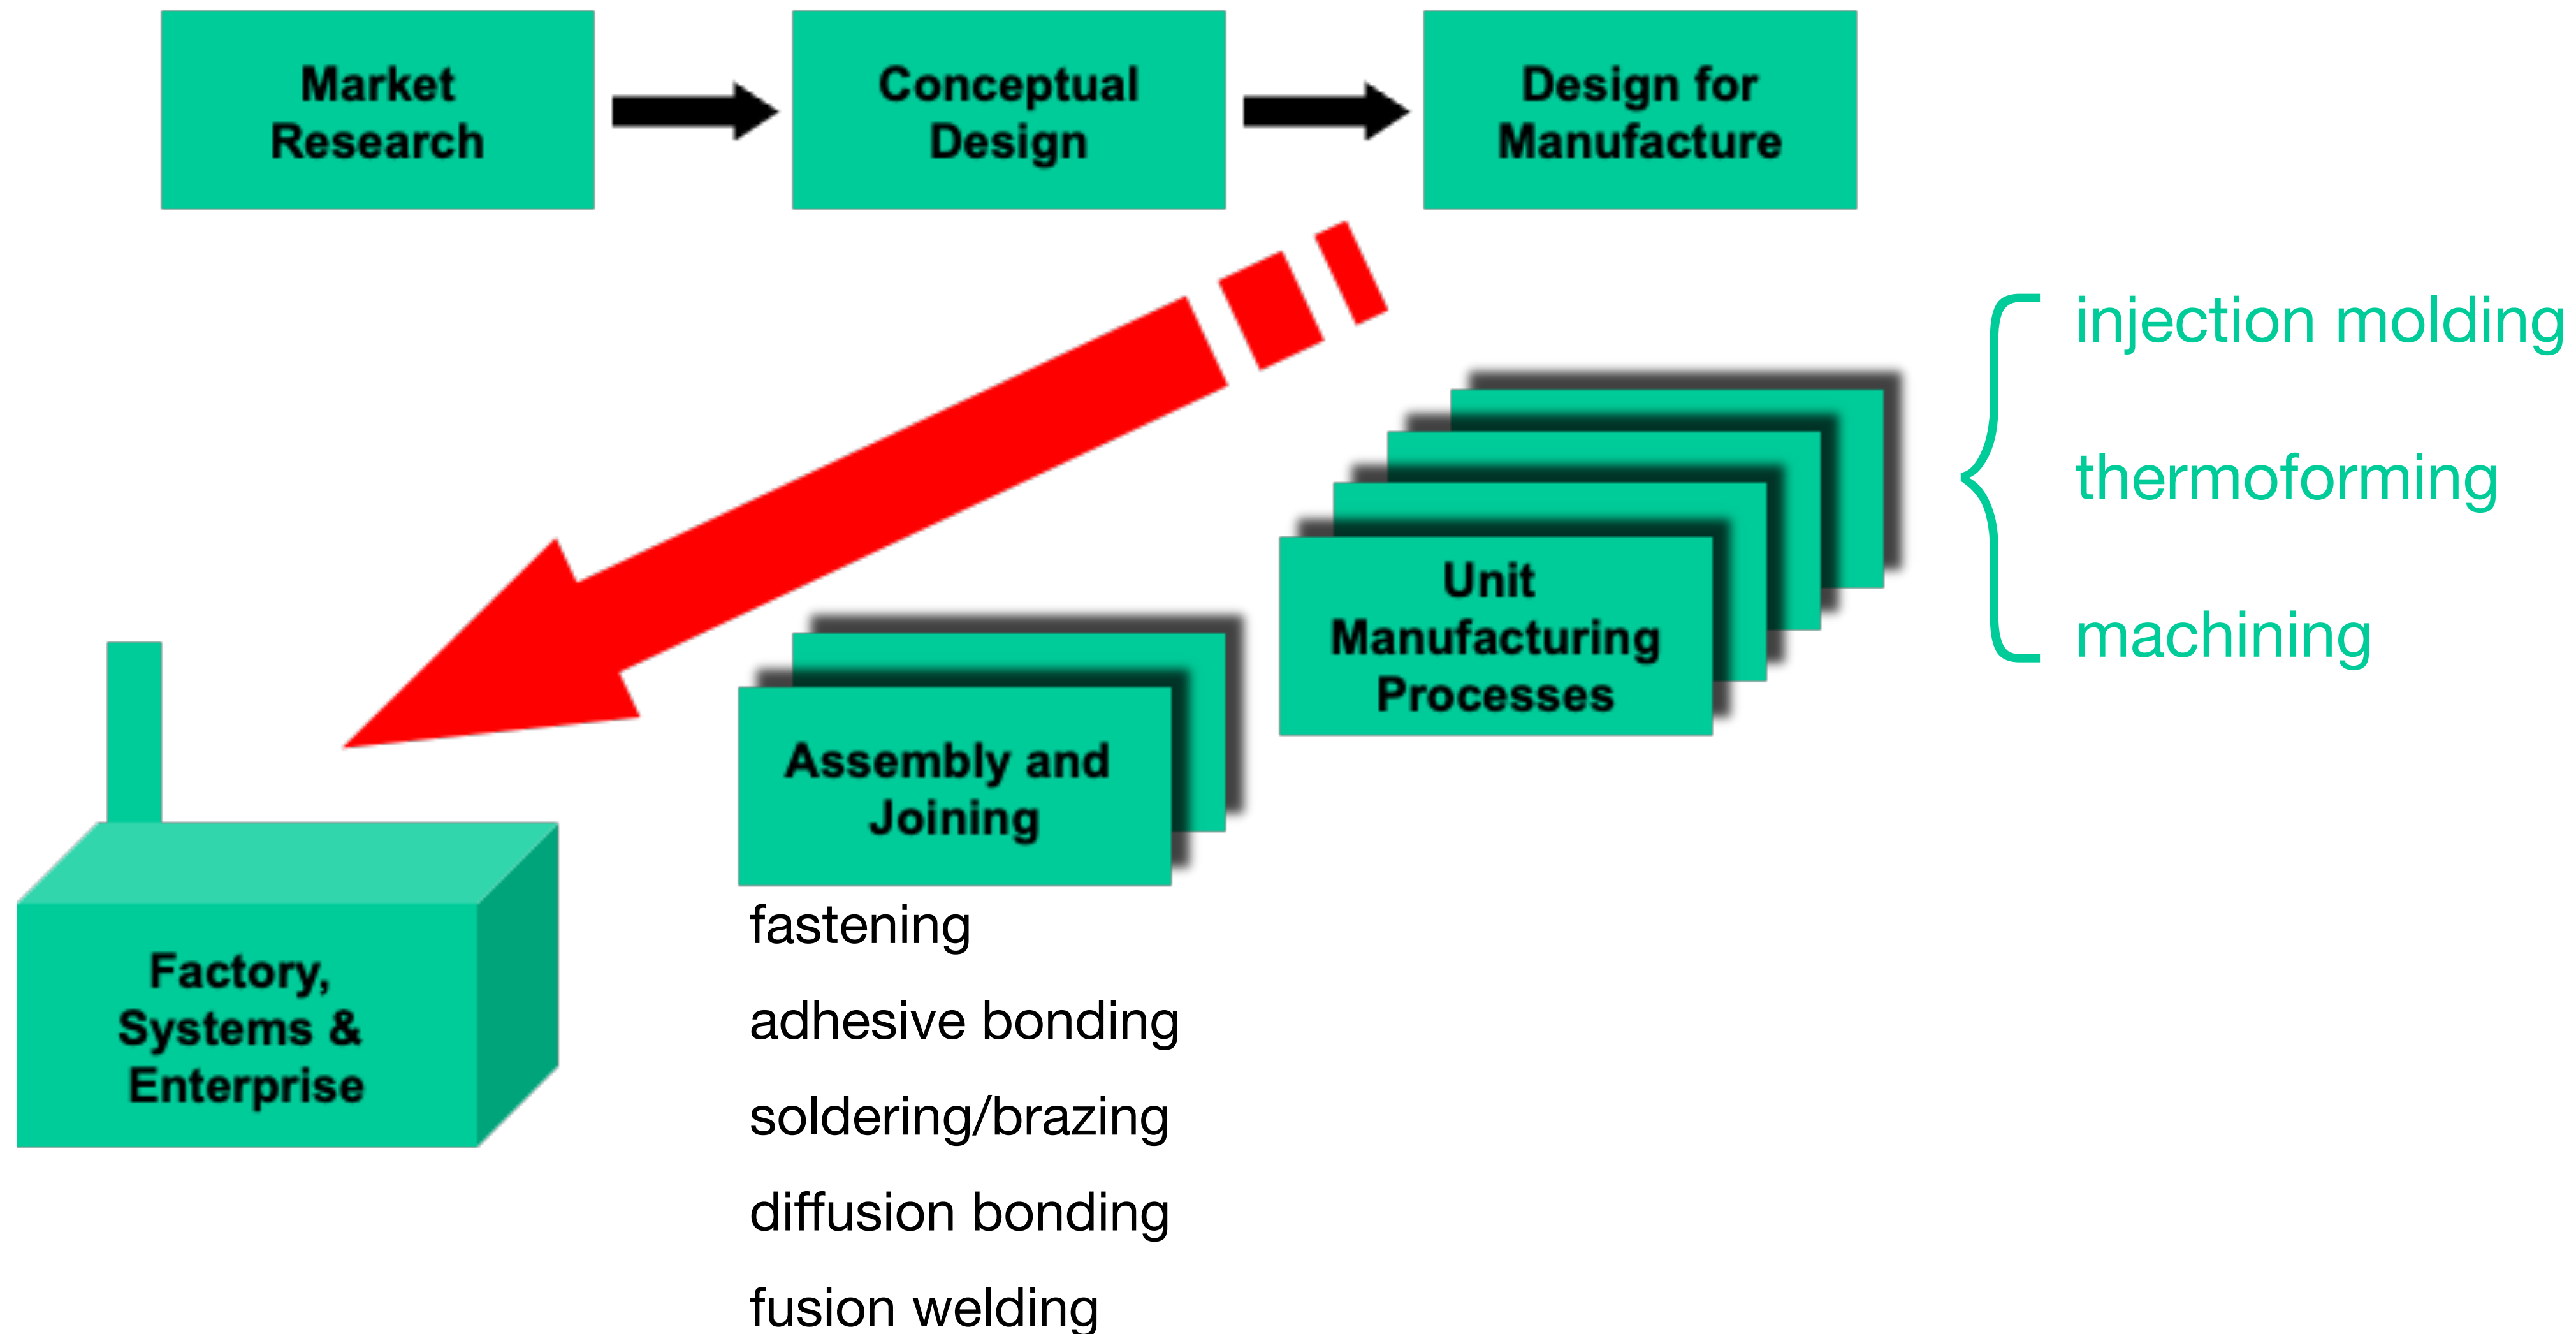 Market
Research
Conceptual
Design
Design for
Manufacture
injection molding
thermoforming
machining
Unit
Manufacturing
Processes
Assembly and
Joining
fastening
adhesive bonding
soldering/brazing
diffusion bonding
fusion welding
Factory,
Systems &
Enterprise